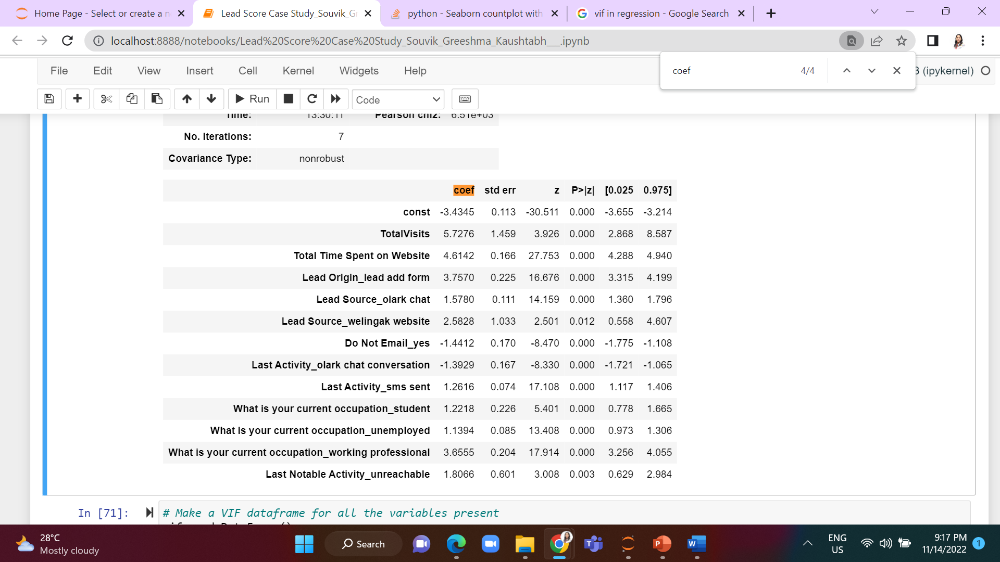 Home Page - Select or create a n
Lead Score Case Study_Souvik_Gr
python - Seaborn countplot with
vif in regression - Google Search
localhost:8888/notebooks/Lead%20Score%20Case%20Study_Souvik_Greeshma_Kaushtabh___.ipynb
coef 4/4
File Edit View Insert Cell Kernel Widgets Help 3 (ipykernel)
Run Code
Time: 13:30:11 Pearson chi2: 6.51e+03
No. Iterations: 7
Covariance Type: nonrobust
coef std err z P>|z| [0.025 0.975]
const -3.4345 0.113 -30.511 0.000 -3.655 -3.214
TotalVisits 5.7276 1.459 3.926 0.000 2.868 8.587
Total Time Spent on Website 4.6142 0.166 27.753 0.000 4.288 4.940
Lead Origin_lead add form 3.7570 0.225 16.676 0.000 3.315 4.199
Lead Source_olark chat 1.5780 0.111 14.159 0.000 1.360 1.796
Lead Source_welingak website 2.5828 1.033 2.501 0.012 0.558 4.607
Do Not Email_yes -1.4412 0.170 -8.470 0.000 -1.775 -1.108
Last Activity_olark chat conversation -1.3929 0.167 -8.330 0.000 -1.721 -1.065
Last Activity_sms sent 1.2616 0.074 17.108 0.000 1.117 1.406
What is your current occupation_student 1.2218 0.226 5.401 0.000 0.778 1.665
What is your current occupation_unemployed 1.1394 0.085 13.408 0.000 0.973 1.306
What is your current occupation_working professional 3.6555 0.204 17.914 0.000 3.256 4.055
Last Notable Activity_unreachable 1.8066 0.601 3.008 0.003 0.629 2.984
In [71]: # Make a VIF dataframe for all the variables present
28°C
Mostly cloudy
Search
ENG
US
9:17 PM
11/14/2022
1